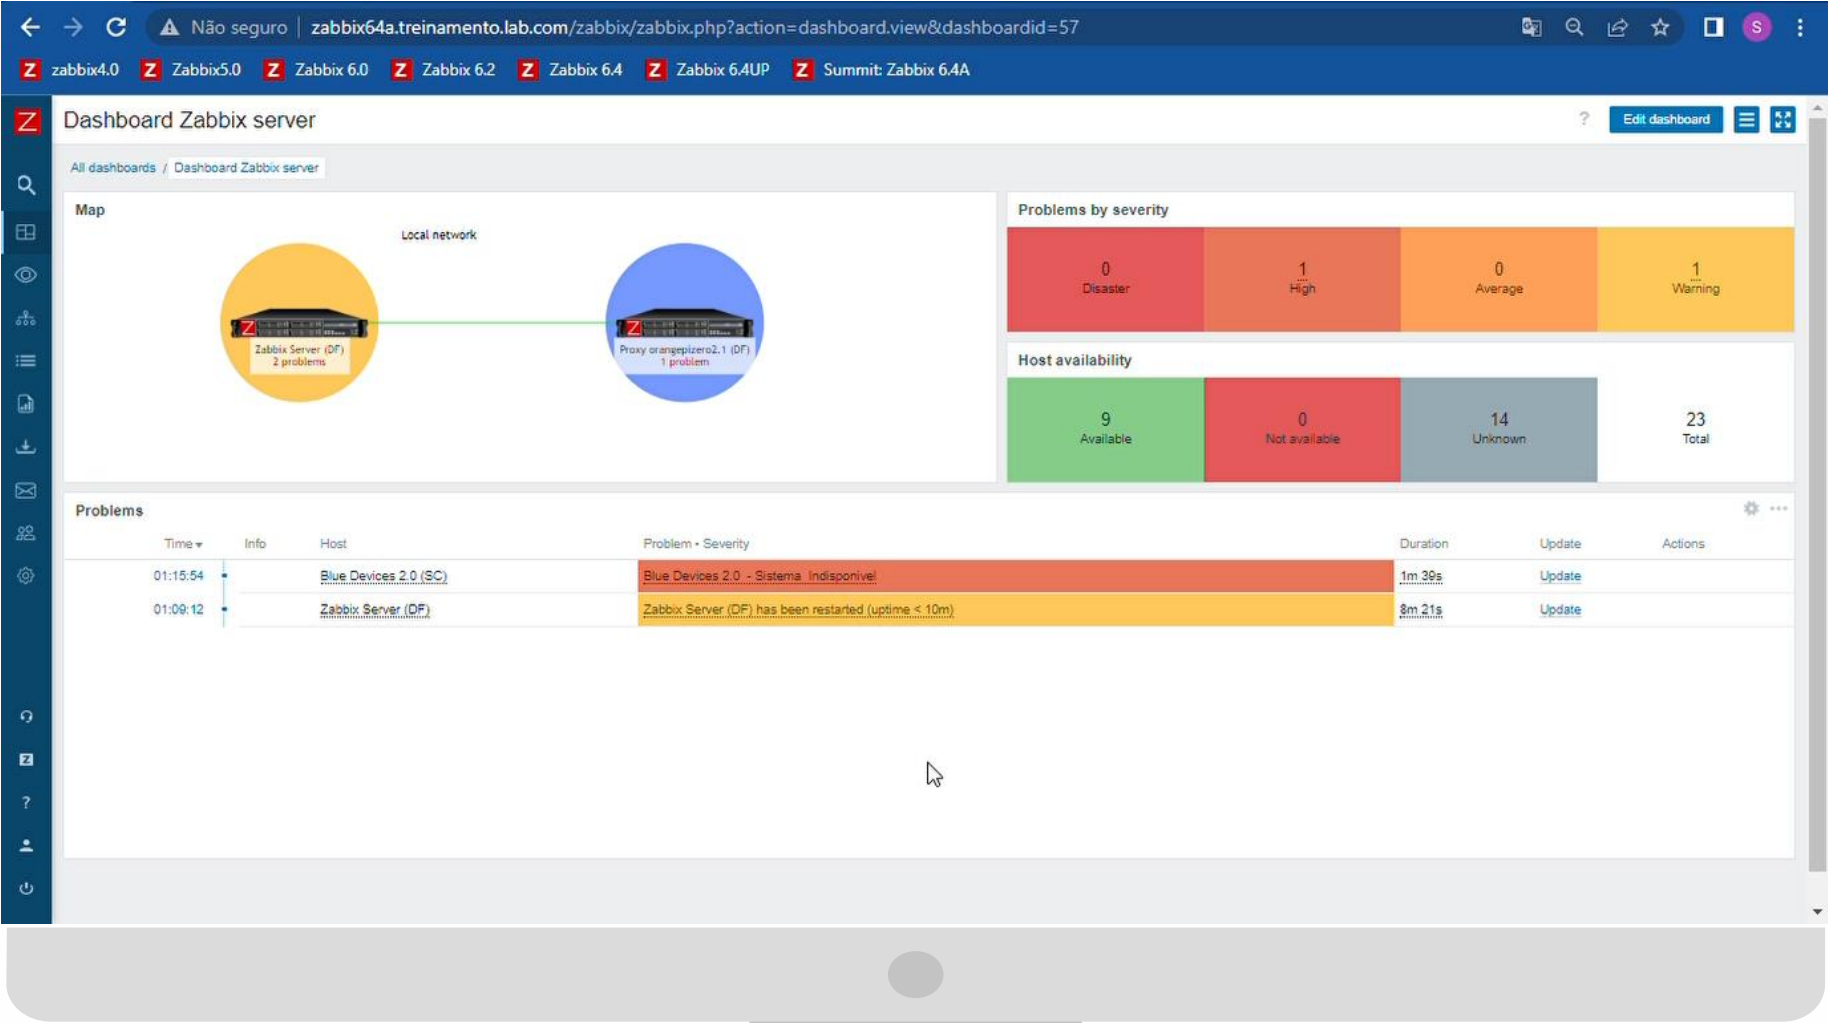 Não seguro | zabbix64a.treinamento.lab.com/zabbix/zabbix.php?action=dashboard.view&dashboardid=57
S
Z zabbix4.0 Z Zabbix5.0 Z Zabbix 6.0 Z Zabbix 6.2 Z Zabbix 6.4 Z Zabbix 6.4UP Z Summit: Zabbix 6.4A
Z Dashboard Zabbix server ? Edit dashboard
All dashboards / Dashboard Zabbix server
Map
Local network
Z
Zabbix Server (DF)
2 problems
Z
Proxy orangepizero2.1 (DF)
1 problem
Problems by severity
0 1 0 1
Disaster High Average Warning
Host availability
9 0 14 23
Available Not available Unknown Total
Problems
Time Info Host Problem • Severity Duration Update Actions
01:15:54 Blue Devices 2.0 (SC) Blue Devices 2.0 - Sistema Indisponivel 1m 39s Update
01:09:12 Zabbix Server (DF) Zabbix Server (DF) has been restarted (uptime < 10m) 8m 21s Update
Z
?